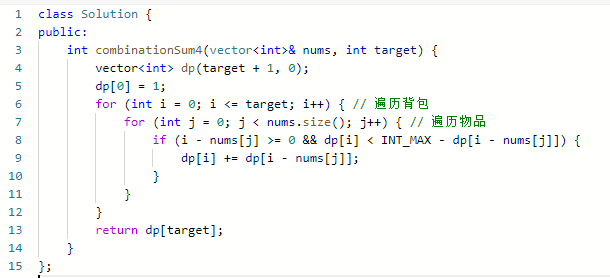 1 class Solution {
2 public:
3     int combinationSum4(vector<int>& nums, int target) {
4         vector<int> dp(target + 1, 0);
5         dp[0] = 1;
6         for (int i = 0; i <= target; i++) { // 遍历背包
7             for (int j = 0; j < nums.size(); j++) { // 遍历物品
8                 if (i - nums[j] >= 0 && dp[i] < INT_MAX - dp[i - nums[j]]) {
9                     dp[i] += dp[i - nums[j]];
10                 }
11             }
12         }
13         return dp[target];
14     }
15 };